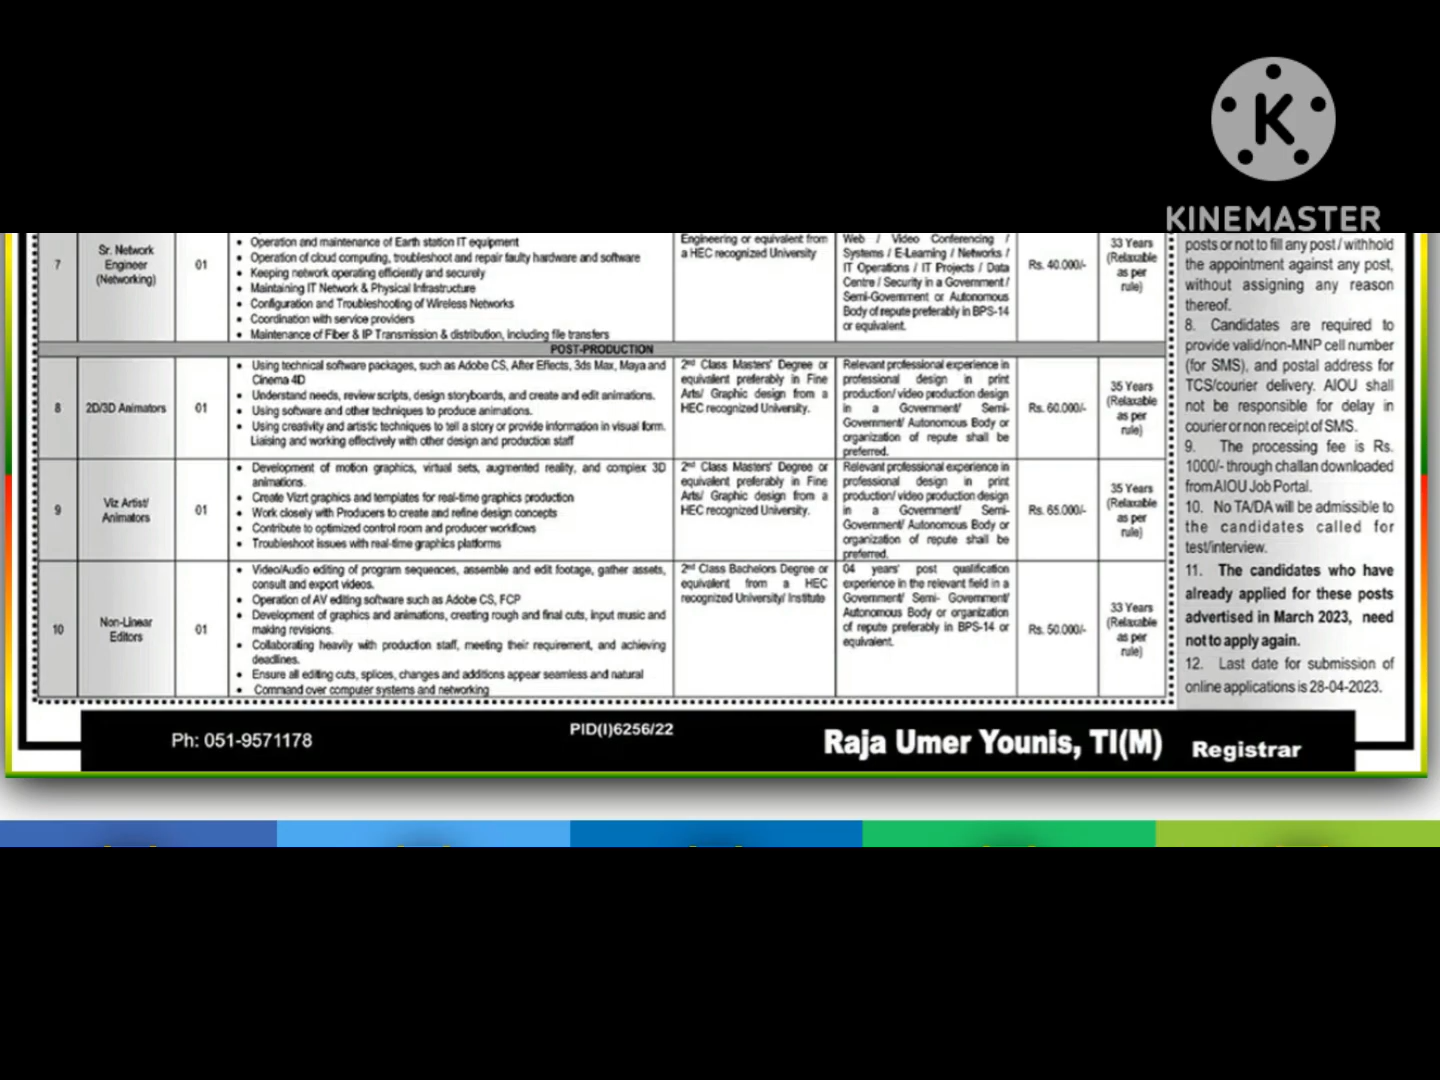 KINEMASTER
7
Sr. Network
Engineer
(Networking)
01
• Operation and maintenance of Earth station IT equipment
• Operation of cloud computing, troubleshoot and repair faulty hardware and software
• Keeping network operating efficiently and securely
• Maintaining IT Network & Physical Infrastructure
• Configuration and Troubleshooting of Wireless Networks
• Coordination with service providers
• Maintenance of Fiber & IP Transmission & distribution, including file transfers
Engineering or equivalent from
a HEC recognized University
Web / Video Conferencing /
Systems / E-Learning / Networks /
IT Operations / IT Projects / Data
Centre / Security in a Government /
Semi-Government or Autonomous
Body of repute preferably in BPS-14
or equivalent.
Rs. 40.000/-
33 Years
(Relaxable
as per
rule)
POST-PRODUCTION
8
2D/3D Animators
01
• Using technical software packages, such as Adobe CS, After Effects, 3ds Max, Maya and
Cinema 4D
• Understand needs, review scripts, design storyboards, and create and edit animations.
• Using software and other techniques to produce animations.
• Using creativity and artistic techniques to tell a story or provide information in visual form.
Liaising and working effectively with other design and production staff
2nd Class Masters' Degree or
equivalent preferably in Fine
Arts/ Graphic design from a
HEC recognized University.
Relevant professional experience in
professional design in print
production/ video production design
in a Government/ Semi-
Government/ Autonomous Body or
organization of repute shall be
preferred.
Rs. 60.000/-
35 Years
(Relaxable
as per
rule)
9
Viz Artist/
Animators
01
• Development of motion graphics, virtual sets, augmented reality, and complex 3D
animations.
• Create Vizrt graphics and templates for real-time graphics production
• Work closely with Producers to create and refine design concepts
• Contribute to optimized control room and producer workflows
• Troubleshoot issues with real-time graphics platforms
2nd Class Masters' Degree or
equivalent preferably in Fine
Arts/ Graphic design from a
HEC recognized University.
Relevant professional experience in
professional design in print
production/ video production design
in a Government/ Semi-
Government/ Autonomous Body or
organization of repute shall be
preferred.
Rs. 65.000/-
35 Years
(Relaxable
as per
rule)
10
Non-Linear
Editors
01
• Video/Audio editing of program sequences, assemble and edit footage, gather assets,
consult and export videos.
• Operation of AV editing software such as Adobe CS, FCP
• Development of graphics and animations, creating rough and final cuts, input music and
making revisions.
• Collaborating heavily with production staff, meeting their requirement, and achieving
deadlines.
• Ensure all editing cuts, splices, changes and additions appear seamless and natural
• Command over computer systems and networking
2nd Class Bachelors Degree or
equivalent from a HEC
recognized University/ Institute
04 years' post qualification
experience in the relevant field in a
Government/ Semi- Government/
Autonomous Body or organization
of repute preferably in BPS-14 or
equivalent.
Rs. 50.000/-
33 Years
(Relaxable
as per
rule)
posts or not to fill any post / withhold
the appointment against any post,
without assigning any reason
thereof.
8. Candidates are required to
provide valid/non-MNP cell number
(for SMS), and postal address for
TCS/courier delivery. AIOU shall
not be responsible for delay in
courier or non receipt of SMS.
9. The processing fee is Rs.
1000/- through challan downloaded
from AIOU Job Portal.
10. No TA/DA will be admissible to
the candidates called for
test/interview.
11. The candidates who have
already applied for these posts
advertised in March 2023, need
not to apply again.
12. Last date for submission of
online applications is 28-04-2023.
Ph: 051-9571178
PID(I)6256/22
Raja Umer Younis, TI(M) Registrar